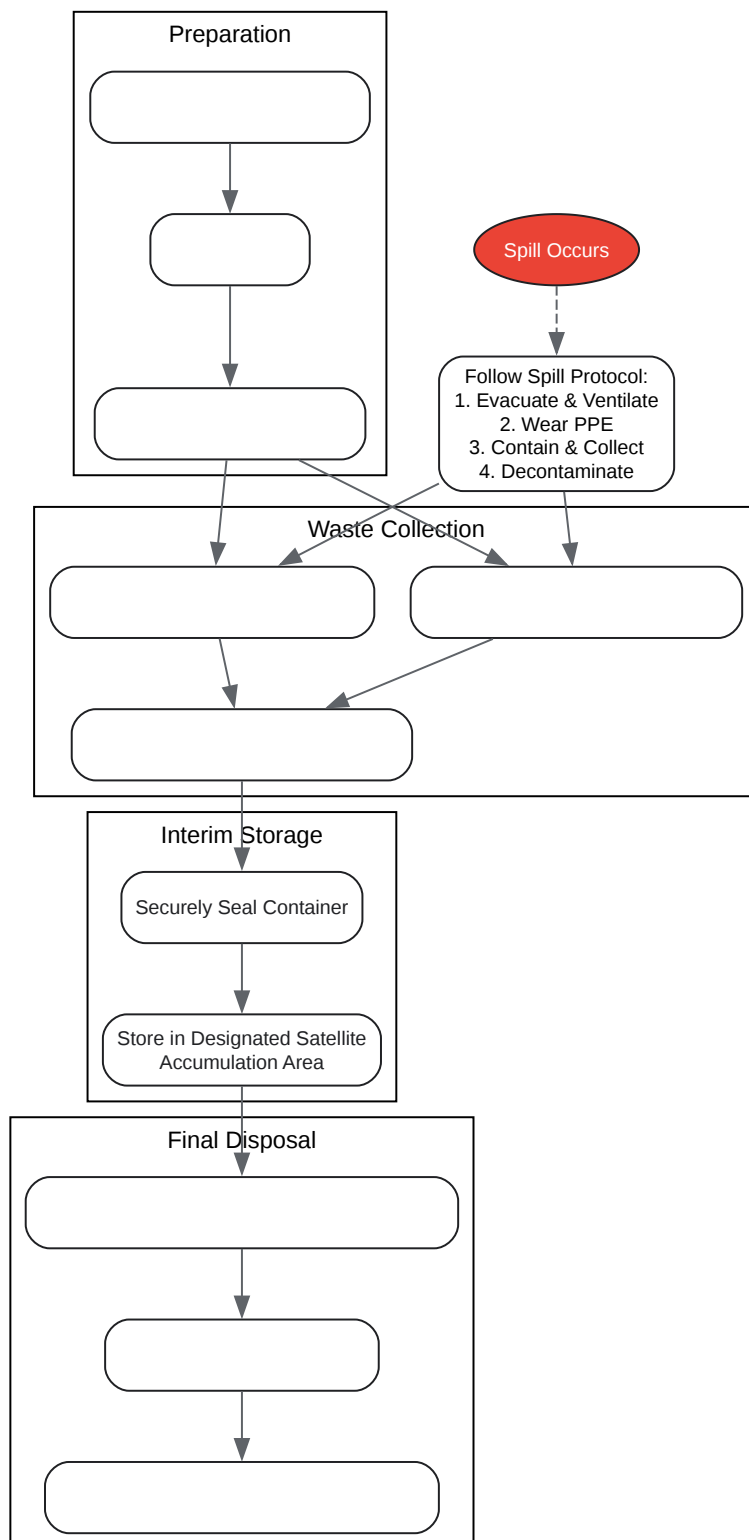 Preparation
Spill Occurs
Follow Spill Protocol:
1. Evacuate & Ventilate
2. Wear PPE
3. Contain & Collect
4. Decontaminate
Waste Collection
Interim Storage
Securely Seal Container
Store in Designated Satellite
Accumulation Area
Final Disposal